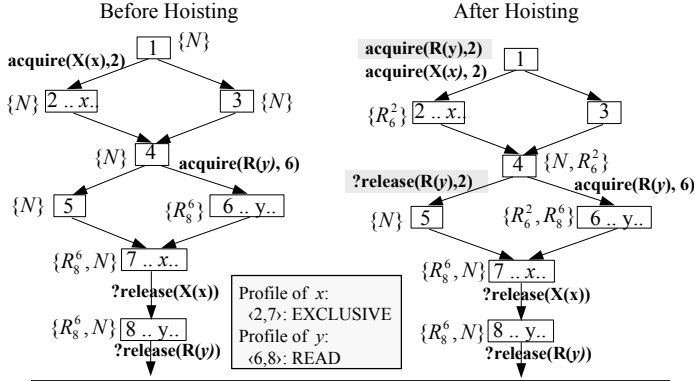 Before Hoisting
After Hoisting
1
{N}
acquire(X(x),2)
{N}
2 .. x..
3
{N}
{N}
4
acquire(R(y), 6)
{N}
5
{R_8^6}
6 .. y..
{R_8^6, N}
7 .. x..
?release(X(x))
{R_8^6, N}
8 .. y..
?release(R(y))
Profile of x:
‹2,7›: EXCLUSIVE
Profile of y:
‹6,8›: READ
acquire(R(y),2)
acquire(X(x), 2)
1
{R_6^2}
2 .. x..
3
4
{N, R_6^2}
?release(R(y),2)
acquire(R(y), 6)
{N}
5
{R_6^2, R_8^6}
6 .. y..
{R_8^6, N}
7 .. x..
?release(X(x))
{R_8^6, N}
8 .. y..
?release(R(y))